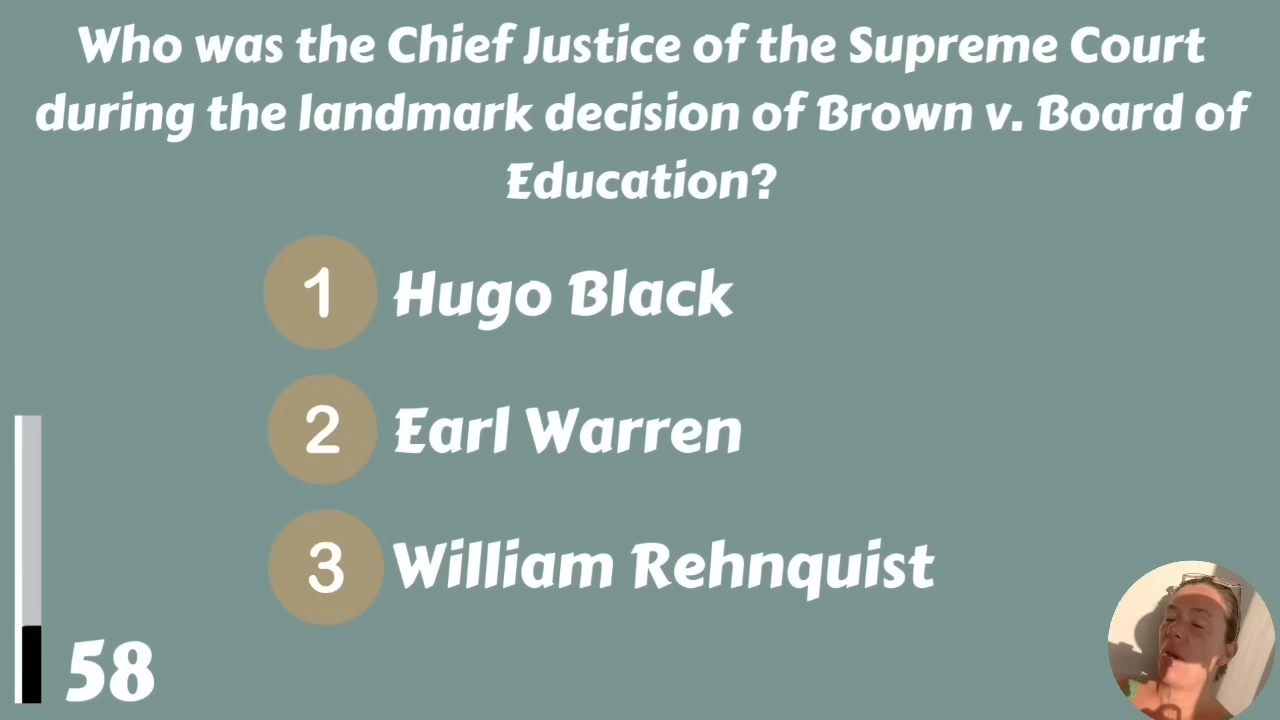 Who was the Chief Justice of the Supreme Court
during the landmark decision of Brown v. Board of
Education?
1 Hugo Black
2 Earl Warren
3 William Rehnquist
58